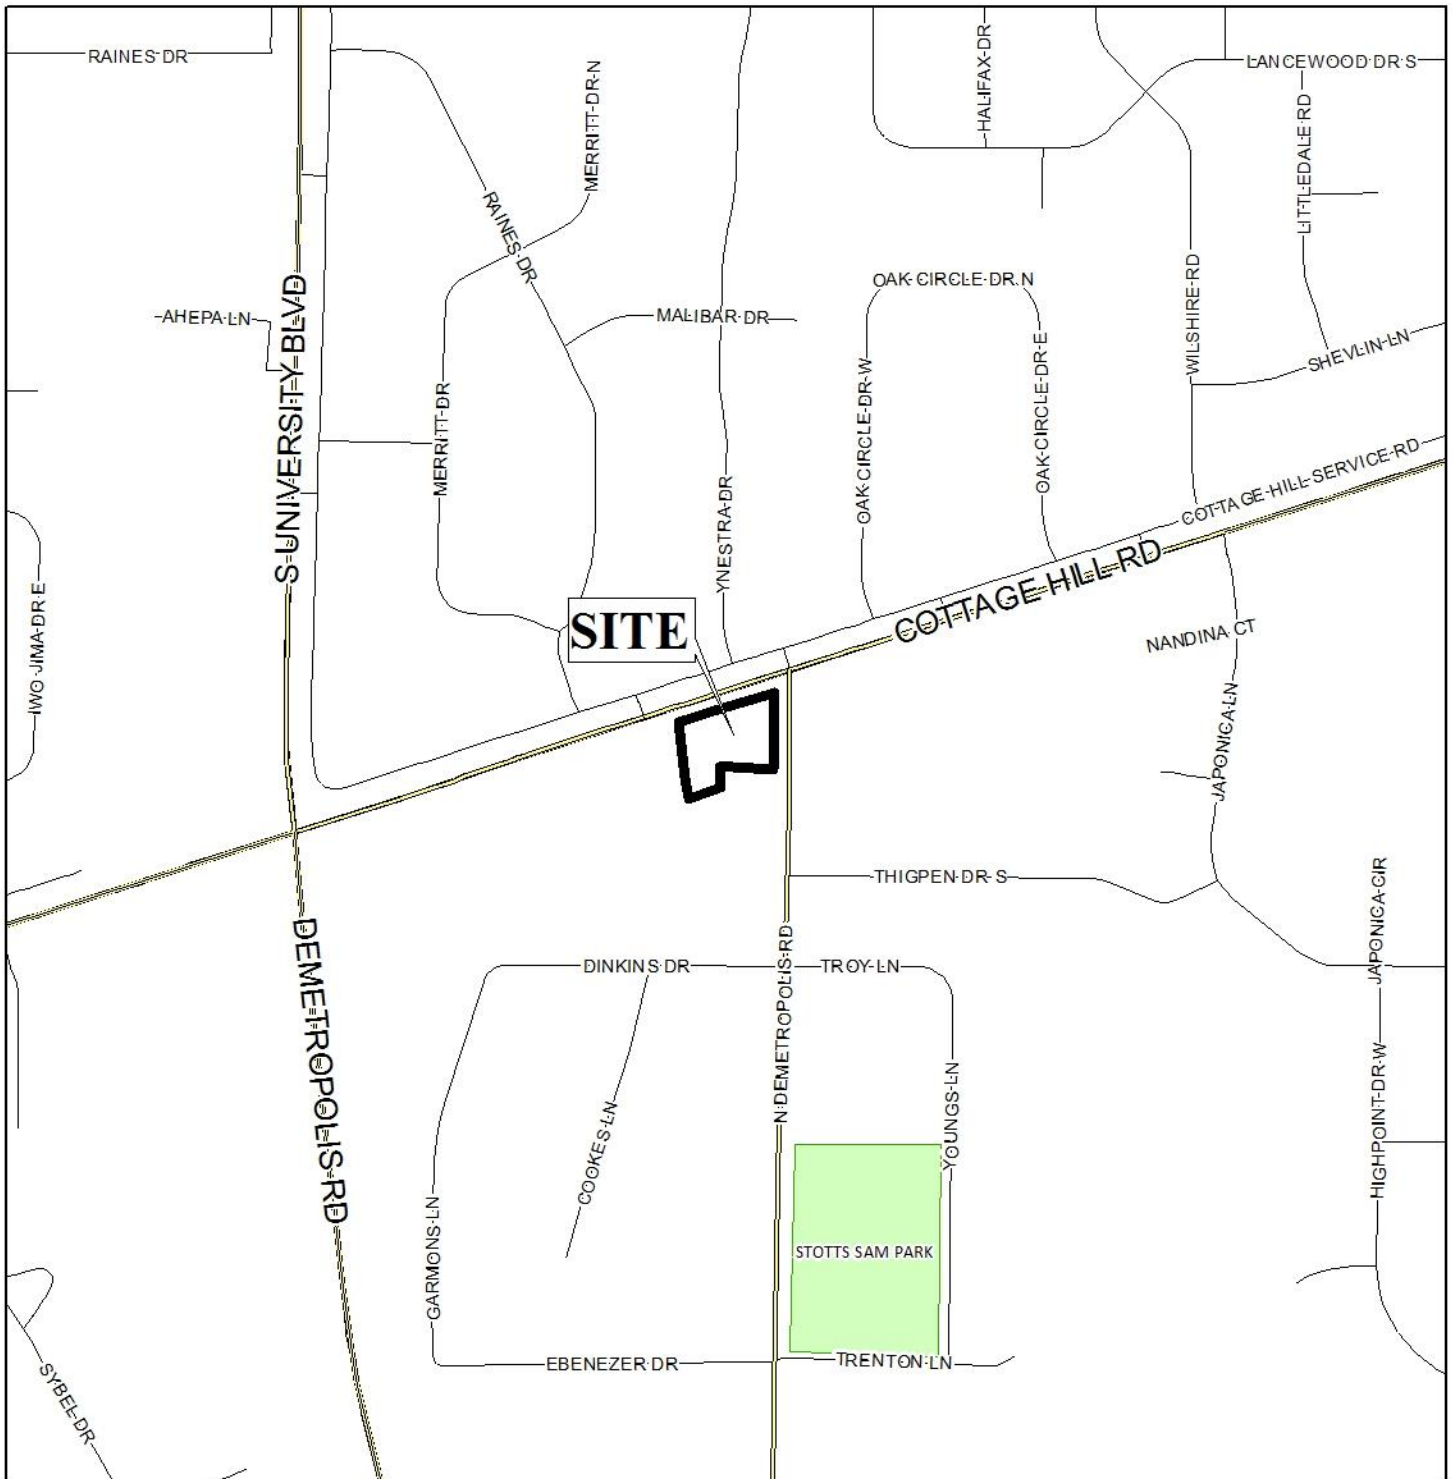 RAINES DR
HALIFAX DR
LANCEWOOD DR S
MERRITT DR N
LITTLEDALE RD
RAINES DR
S UNIVERSITY BLVD
AHEPA LN
MALIBAR DR
OAK CIRCLE DR N
WILSHIRE RD
SHEVLIN LN
MERRITT DR
OAK CIRCLE DR W
OAK CIRCLE DR E
YNESTRA DR
COTTAGE HILL SERVICE RD
COTTAGE HILL RD
IWO JIMA DR E
SITE
NANDINA CT
JAPONICA LN
THIGPEN DR S
JAPONICA CIR
DEMETROPOLIS RD
DINKINS DR
TROY LN
N DEMETROPOLIS RD
COOKES LN
YOUNGS LN
HIGHPOINT DR W
GARMONS LN
STOTTS SAM PARK
EBENEZER DR
TRENTON LN
SYBEL DR